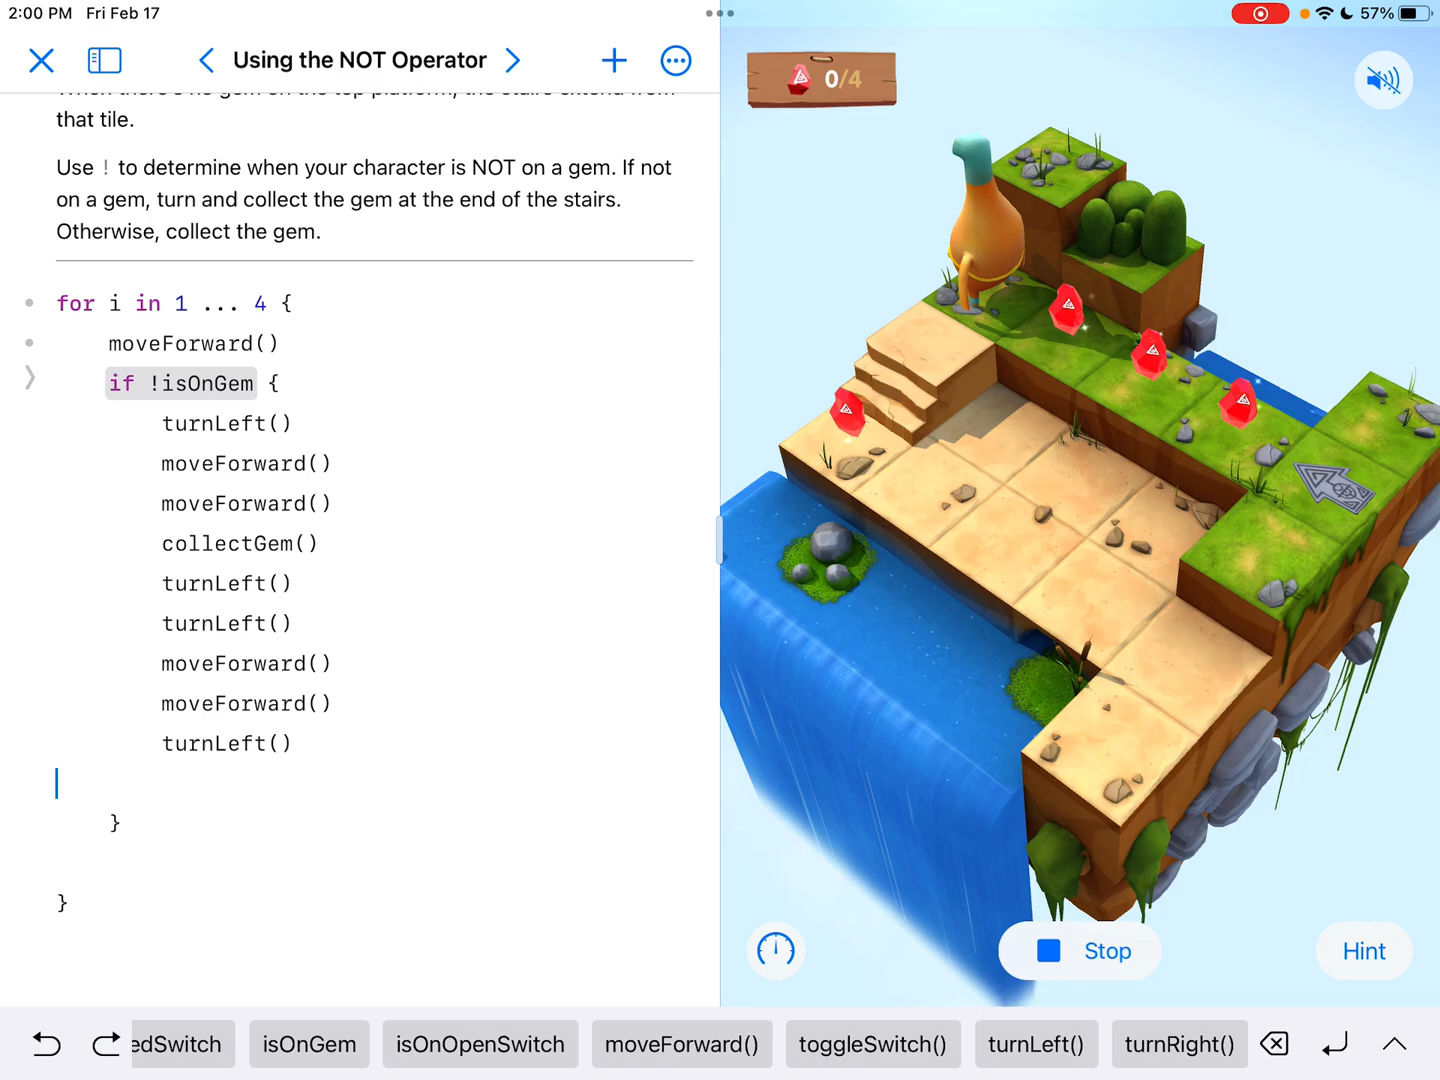 2:00 PM Fri Feb 17
57%
Using the NOT Operator
that tile.
Use ! to determine when your character is NOT on a gem. If not
on a gem, turn and collect the gem at the end of the stairs.
Otherwise, collect the gem.
for i in 1 ... 4 {
moveForward()
if !isOnGem {
turnLeft()
moveForward()
moveForward()
collectGem()
turnLeft()
turnLeft()
moveForward()
moveForward()
turnLeft()
}
}
0/4
Stop
Hint
edSwitch
isOnGem
isOnOpenSwitch
moveForward()
toggleSwitch()
turnLeft()
turnRight()